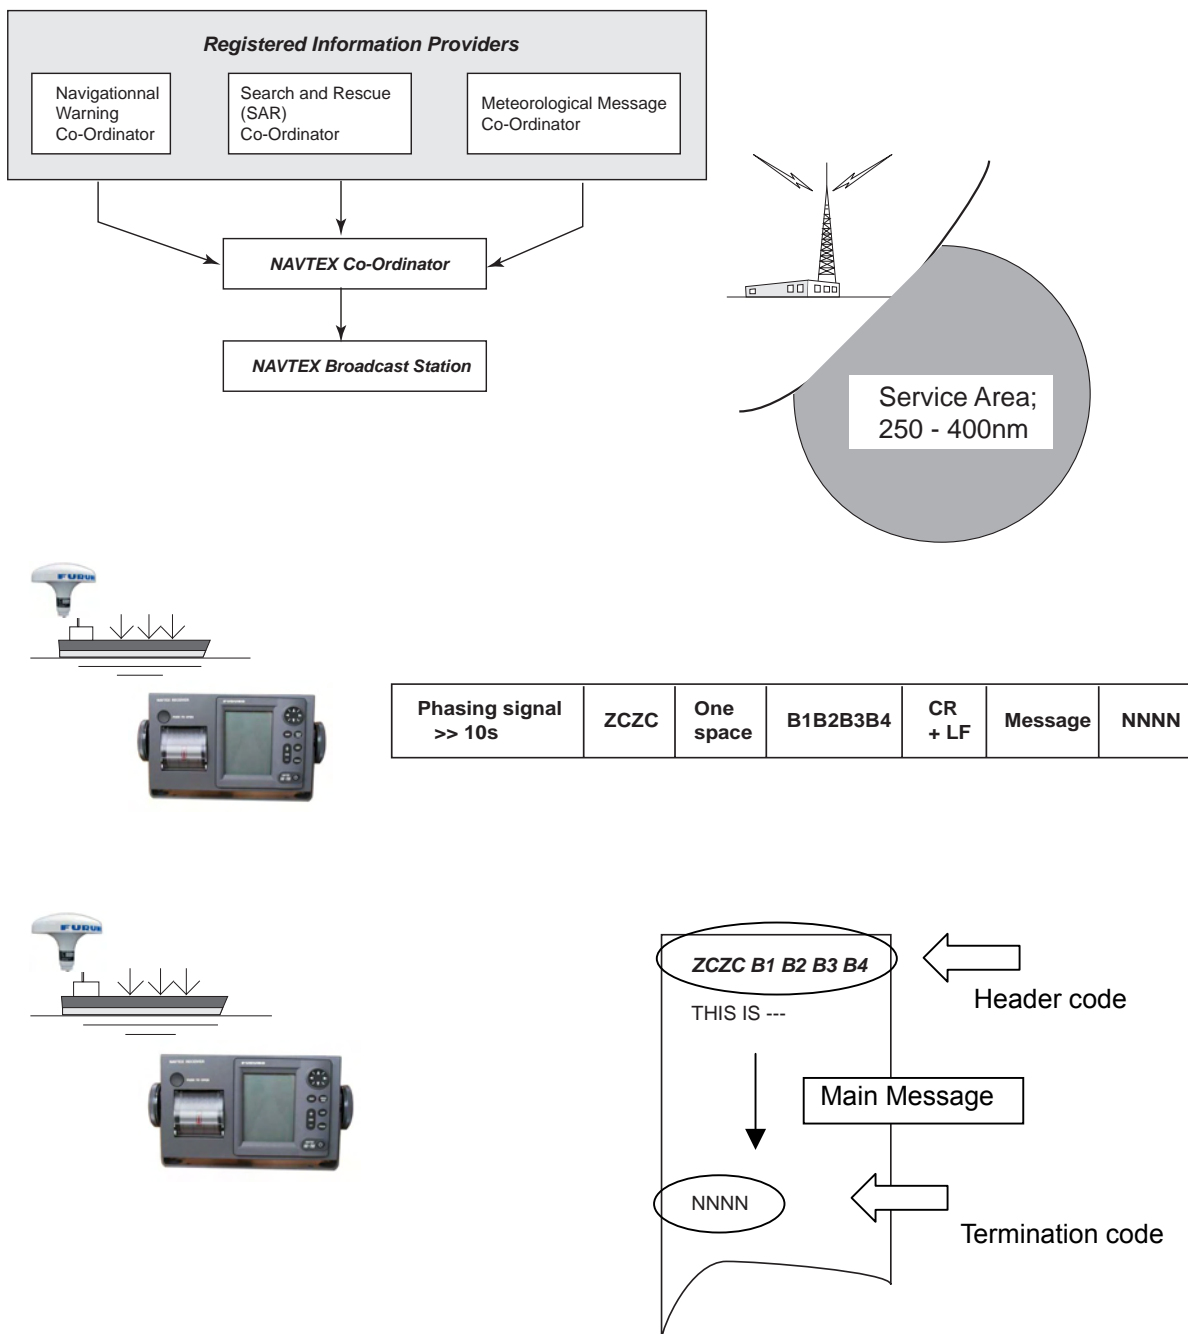 Registered Information Providers
Navigationnal
Warning
Co-Ordinator
Search and Rescue
(SAR)
Co-Ordinator
Meteorological Message
Co-Ordinator
NAVTEX Co-Ordinator
NAVTEX Broadcast Station
Service Area;
250 - 400nm
Phasing signal
>> 10s
ZCZC
One
space
B1B2B3B4
CR
+ LF
Message
NNNN
ZCZC B1 B2 B3 B4
Header code
THIS IS ---
Main Message
NNNN
Termination code